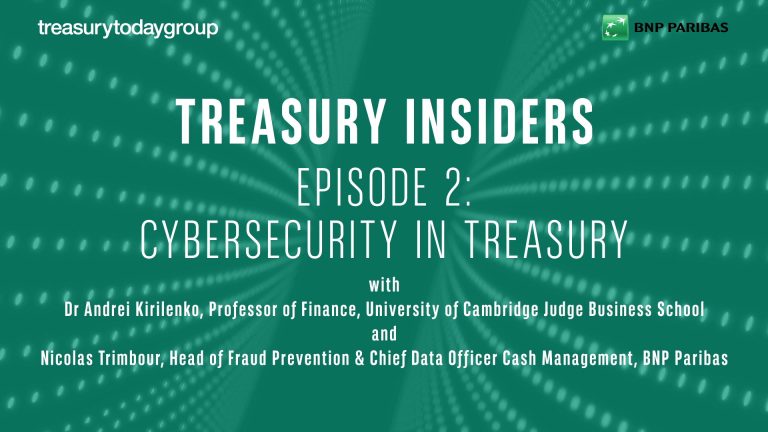 treasurytodaygroup
BNP PARIBAS
TREASURY INSIDERS
EPISODE 2:
CYBERSECURITY IN TREASURY
with
Dr Andrei Kirilenko, Professor of Finance, University of Cambridge Judge Business School
and
Nicolas Trimbour, Head of Fraud Prevention & Chief Data Officer Cash Management, BNP Paribas